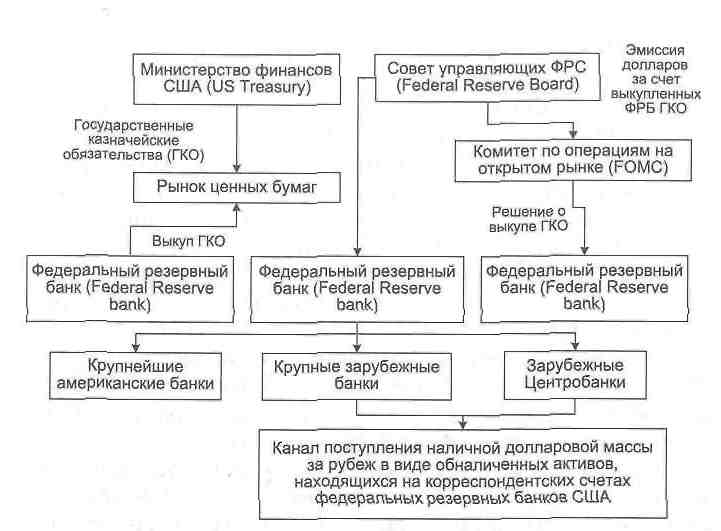 Министерство финансов
США (US Treasury)
Совет управляющих ФРС
(Federal Reserve Board)
Эмиссия
долларов
за счет
выкупленных
ФРБ ГКО
Государственные
казначейские
обязательства (ГКО)
Комитет по операциям на
открытом рынке (FOMC)
Рынок ценных бумаг
Решение о
выкупе ГКО
Выкуп ГКО
Федеральный резервный
банк (Federal Reserve
bank)
Федеральный резервный
банк (Federal Reserve
bank)
Федеральный резервный
банк (Federal Reserve
bank)
Крупнейшие
американские банки
Крупные зарубежные
банки
Зарубежные
Центробанки
Канал поступления наличной долларовой массы
за рубеж в виде обналиченных активов,
находящихся на корреспондентских счетах
федеральных резервных банков США